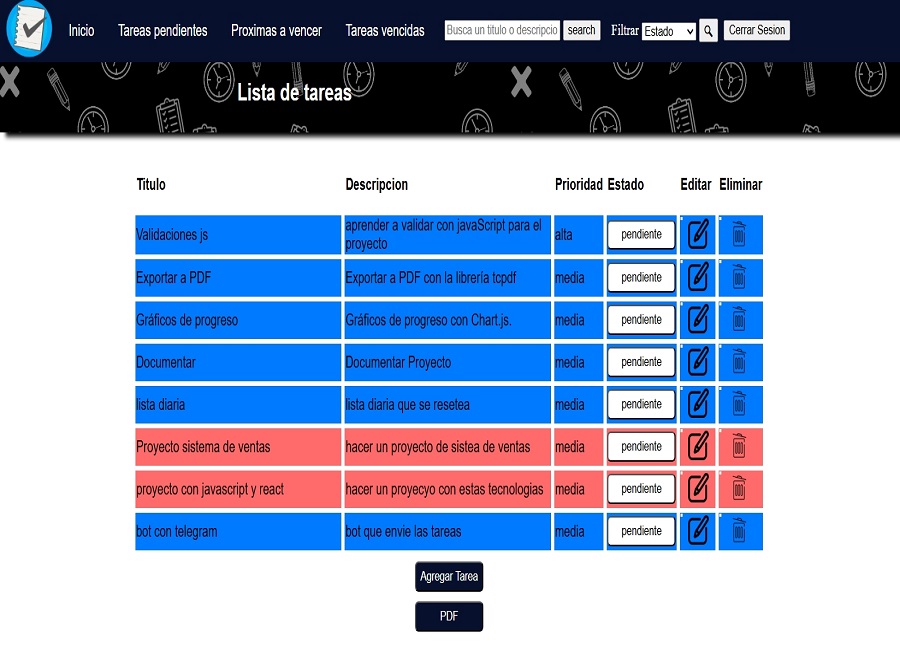 Inicio Tareas pendientes Proximas a vencer Tareas vencidas Busca un titulo o descripcio search Filtrar Estado Cerrar Sesion
Lista de tareas
Titulo Descripcion Prioridad Estado Editar Eliminar
Validaciones js aprender a validar con javaScript para el proyecto alta pendiente
Exportar a PDF Exportar a PDF con la librería tcpdf media pendiente
Gráficos de progreso Gráficos de progreso con Chart.js. media pendiente
Documentar Documentar Proyecto media pendiente
lista diaria lista diaria que se resetea media pendiente
Proyecto sistema de ventas hacer un proyecto de sistea de ventas media pendiente
proyecto con javascript y react hacer un proyecyo con estas tecnologias media pendiente
bot con telegram bot que envie las tareas media pendiente
Agregar Tarea
PDF